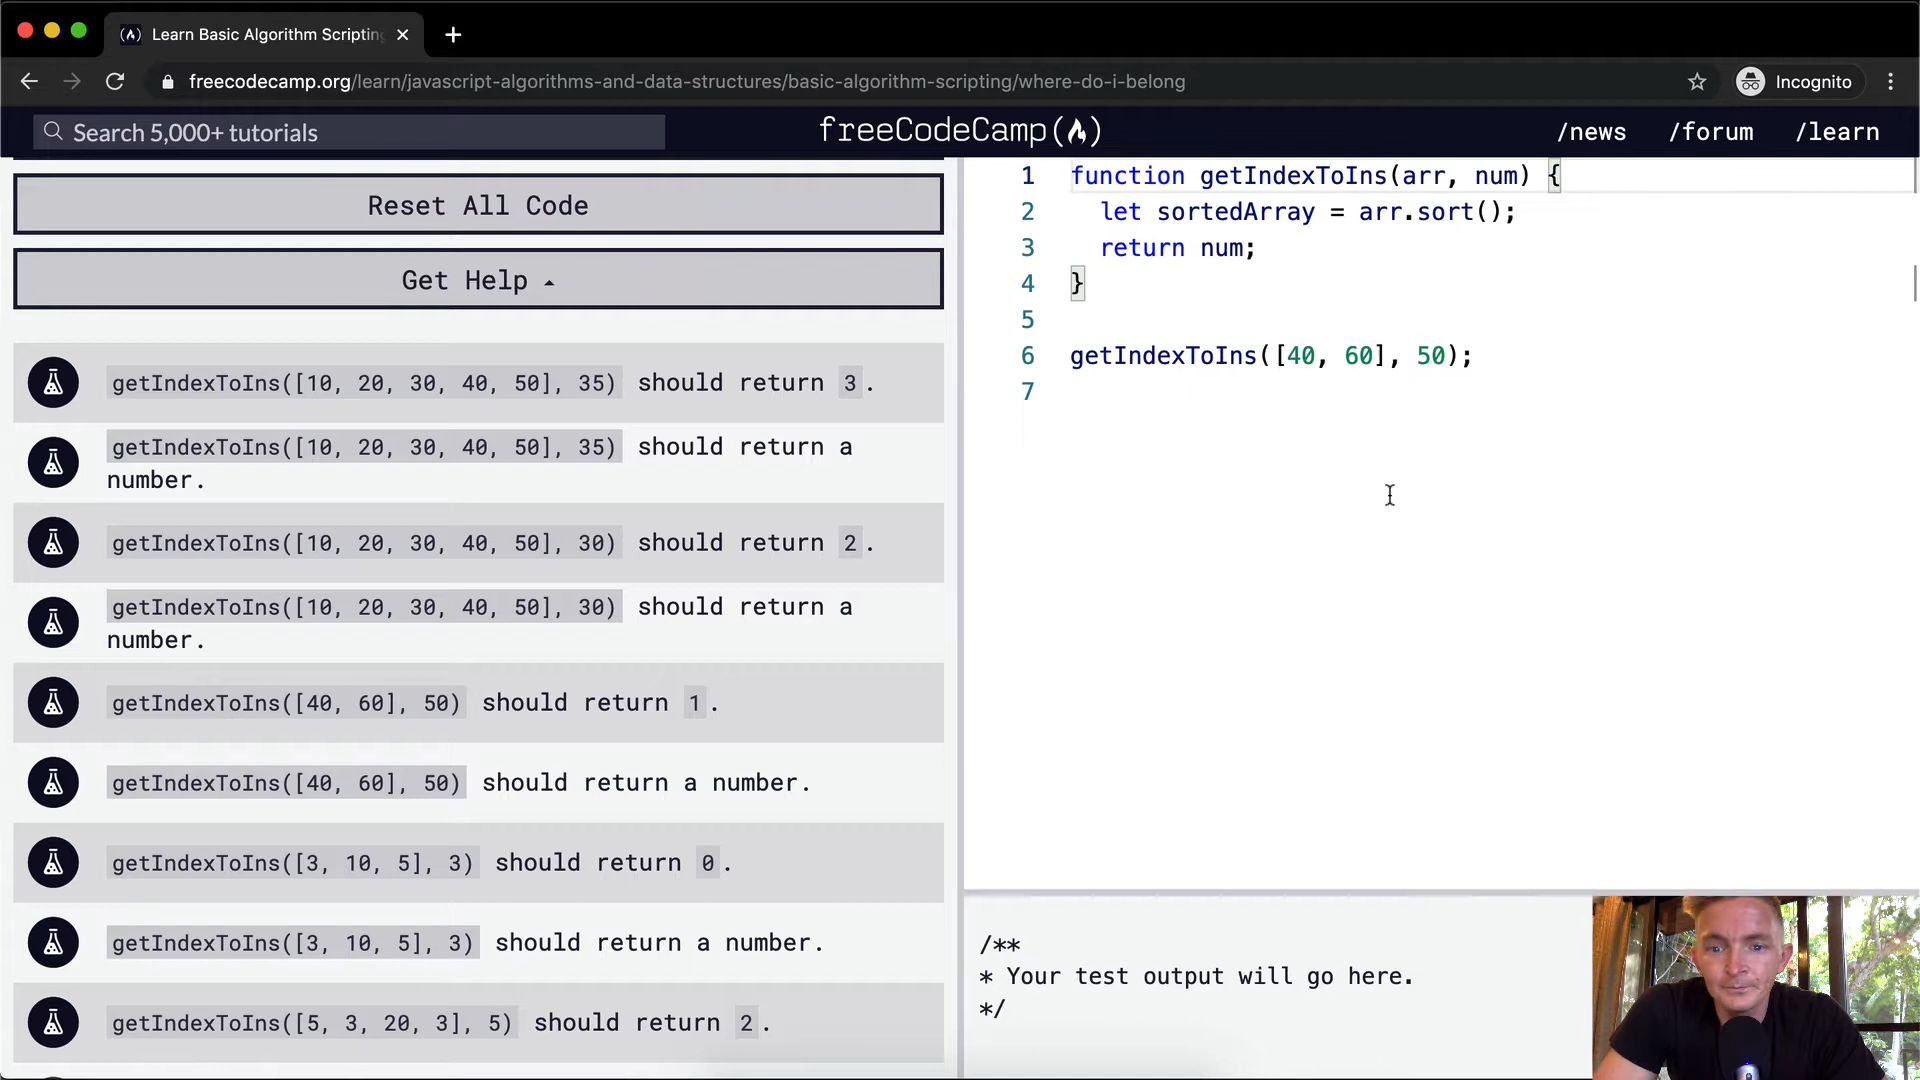 Learn Basic Algorithm Scripting
Incognito
freecodecamp.org/learn/javascript-algorithms-and-data-structures/basic-algorithm-scripting/where-do-i-belong
Search 5,000+ tutorials
freeCodeCamp(🔥)
/news /forum /learn
Reset All Code
Get Help
getIndexToIns([10, 20, 30, 40, 50], 35) should return 3.
getIndexToIns([10, 20, 30, 40, 50], 35) should return a
number.
getIndexToIns([10, 20, 30, 40, 50], 30) should return 2.
getIndexToIns([10, 20, 30, 40, 50], 30) should return a
number.
getIndexToIns([40, 60], 50) should return 1.
getIndexToIns([40, 60], 50) should return a number.
getIndexToIns([3, 10, 5], 3) should return 0.
getIndexToIns([3, 10, 5], 3) should return a number.
getIndexToIns([5, 3, 20, 3], 5) should return 2.
1 function getIndexToIns(arr, num) {
2 let sortedArray = arr.sort();
3 return num;
4 }
5
6 getIndexToIns([40, 60], 50);
7
/**
* Your test output will go here.
*/